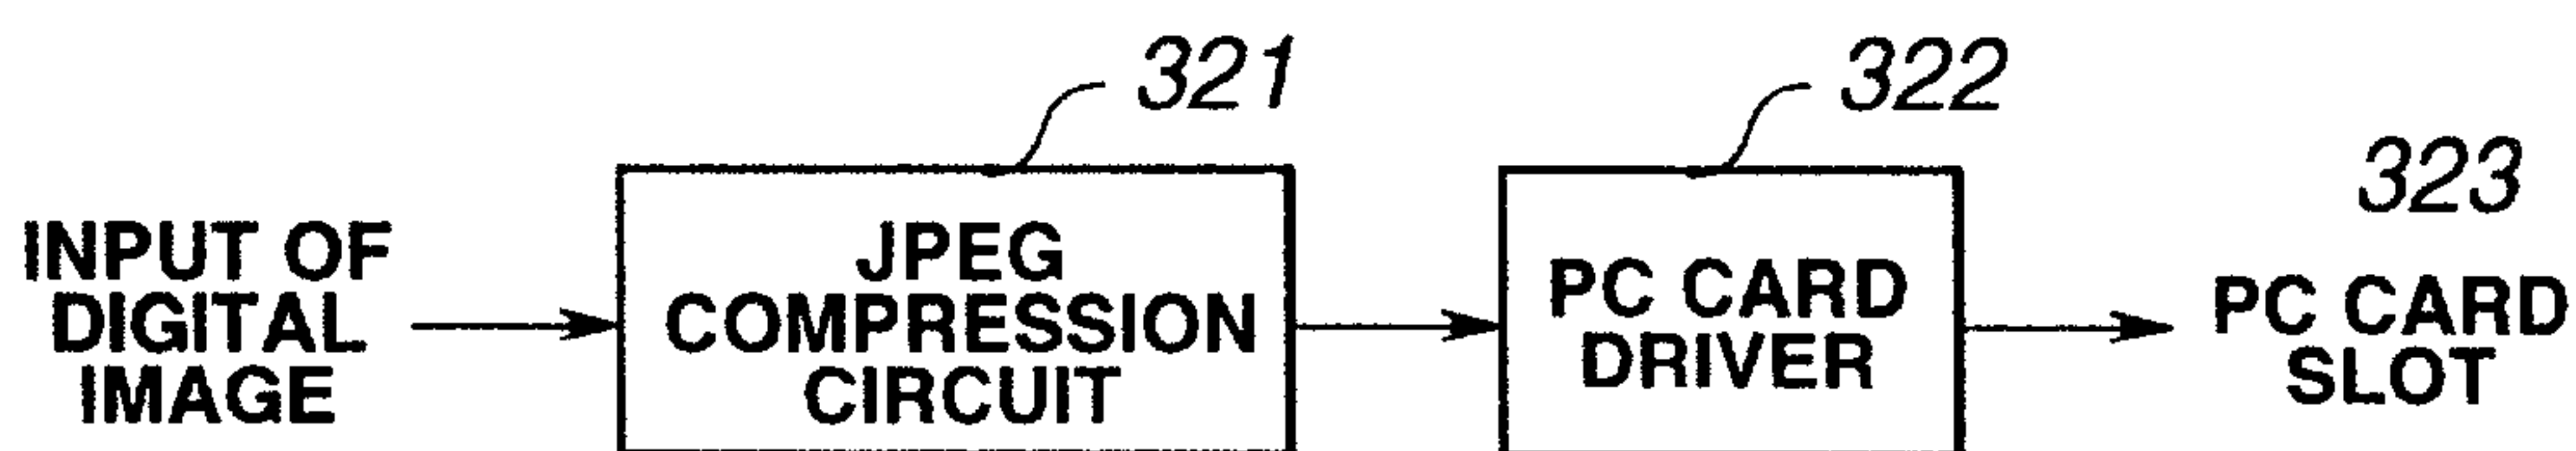 321
322
323
INPUT OF
DIGITAL
IMAGE
JPEG
COMPRESSION
CIRCUIT
PC CARD
DRIVER
PC CARD
SLOT